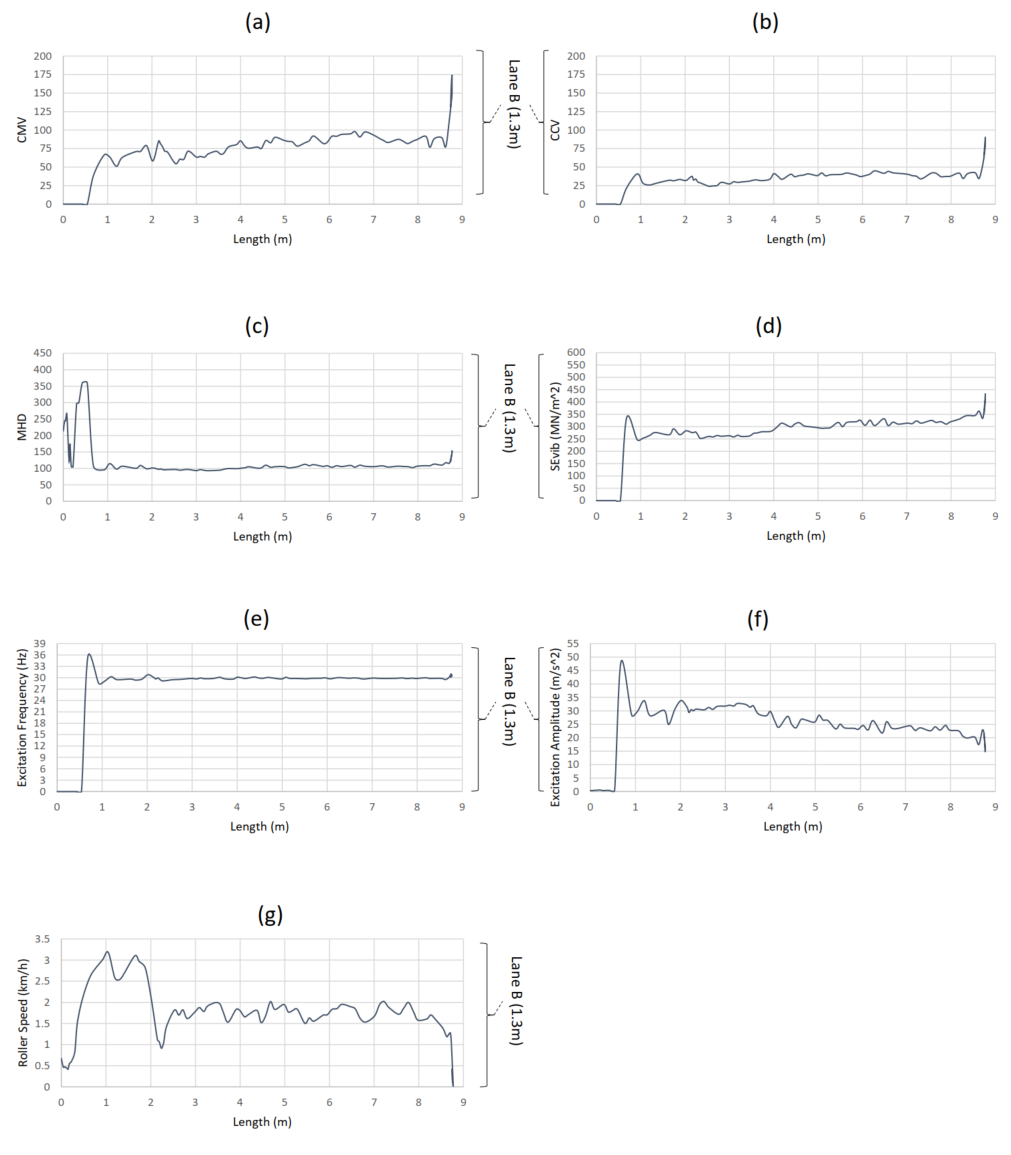 (a)
200
175
150
125
100
75
50
25
0
CMV
0 1 2 3 4 5 6 7 8 9
Length (m)
Lane B (1.3m)
(b)
200
175
150
125
100
75
50
25
0
CCV
0 1 2 3 4 5 6 7 8 9
Length (m)
(c)
450
400
350
300
250
200
150
100
50
0
MHD
0 1 2 3 4 5 6 7 8 9
Length (m)
Lane B (1.3m)
(d)
600
550
500
450
400
350
300
250
200
150
100
50
0
SEvib (MN/m^2)
0 1 2 3 4 5 6 7 8 9
Length (m)
(e)
39
36
33
30
27
24
21
18
15
12
9
6
3
0
Excitation Frequency (Hz)
0 1 2 3 4 5 6 7 8 9
Length (m)
Lane B (1.3m)
(f)
55
50
45
40
35
30
25
20
15
10
5
0
Excitation Amplitude (m/s^2)
0 1 2 3 4 5 6 7 8 9
Length (m)
(g)
3.5
3
2.5
2
1.5
1
0.5
0
Roller Speed (km/h)
0 1 2 3 4 5 6 7 8 9
Length (m)
Lane B (1.3m)